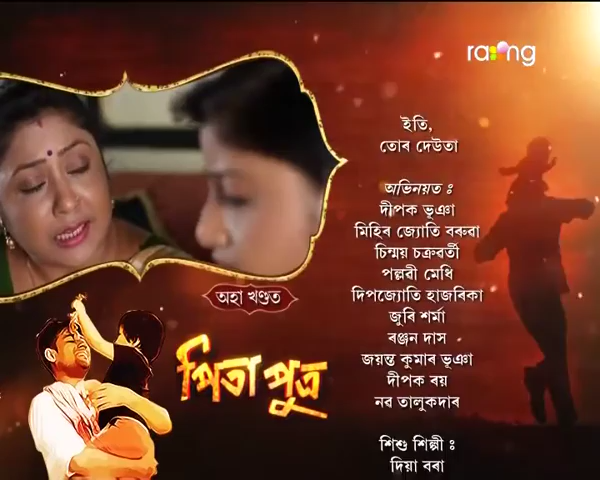 rang
ইতি,
তোৰ দেউতা
অভিনয়ত ঃ
দীপক ভূঞা
মিহিৰ জ্যোতি বৰুৱা
চিন্ময় চক্ৰৱৰ্তী
পল্লৱী মেধি
দিপজ্যোতি হাজৰিকা
জুৰি শৰ্মা
ৰঞ্জন দাস
জয়ন্ত কুমাৰ ভূঞা
দীপক ৰয়
নৱ তালুকদাৰ
শিশু শিল্পী ঃ
দিয়া বৰা
অহা খণ্ডত
পিতা পুত্ৰ